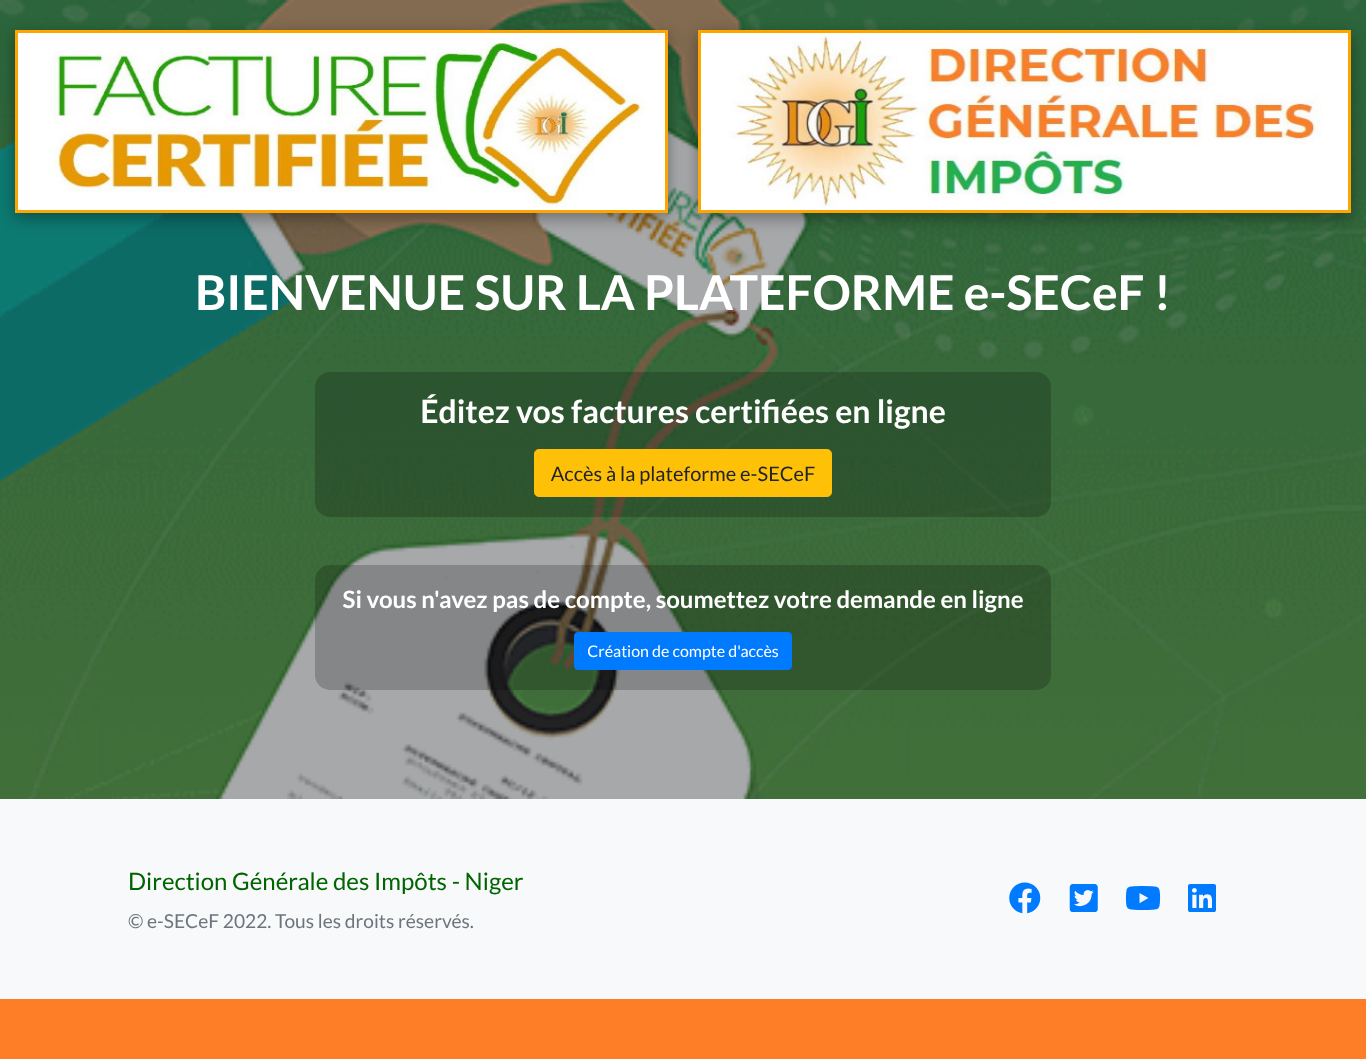 FACTURE
CERTIFIÉE
DGI
DGI
DIRECTION
GÉNÉRALE DES
IMPÔTS
BIENVENUE SUR LA PLATEFORME e-SECeF !
Éditez vos factures certifiées en ligne
Accès à la plateforme e-SECeF
Si vous n'avez pas de compte, soumettez votre demande en ligne
Création de compte d'accès
Direction Générale des Impôts - Niger
© e-SECeF 2022. Tous les droits réservés.